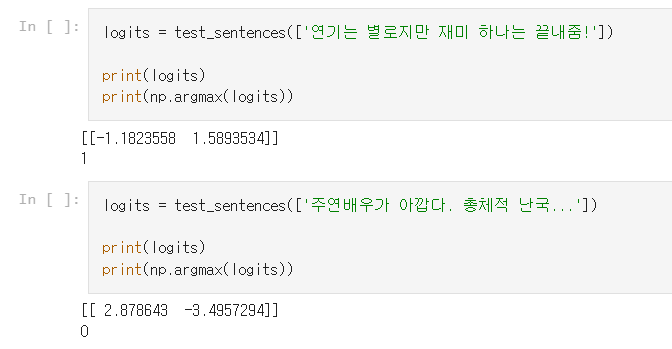 In [ ]: logits = test_sentences(['연기는 별로지만 재미 하나는 끝내줌!'])
print(logits)
print(np.argmax(logits))
[[-1.1823558  1.5893534]]
1
In [ ]: logits = test_sentences(['주연배우가 아깝다. 총체적 난국...'])
print(logits)
print(np.argmax(logits))
[[ 2.878643  -3.4957294]]
0